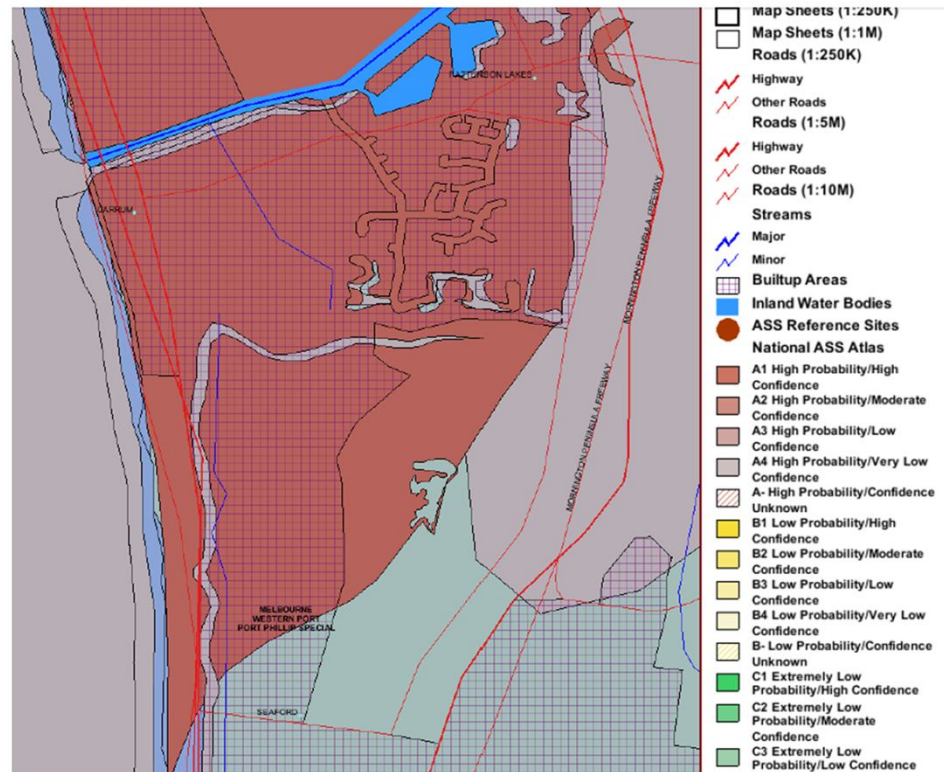 PATTERSON LAKES
CARRUM
MORNINGTON PENINSULA FREEWAY
MORNINGTON PENINSULA FREEWAY
MELBOURNE
WESTERN PORT
PORT PHILLIP SPECIAL
SEAFORD
Map Sheets (1:250K)
Map Sheets (1:1M)
Roads (1:250K)
Highway
Other Roads
Roads (1:5M)
Highway
Other Roads
Roads (1:10M)
Streams
Major
Minor
Builtup Areas
Inland Water Bodies
ASS Reference Sites
National ASS Atlas
A1 High Probability/High
Confidence
A2 High Probability/Moderate
Confidence
A3 High Probability/Low
Confidence
A4 High Probability/Very Low
Confidence
A- High Probability/Confidence
Unknown
B1 Low Probability/High
Confidence
B2 Low Probability/Moderate
Confidence
B3 Low Probability/Low
Confidence
B4 Low Probability/Very Low
Confidence
B- Low Probability/Confidence
Unknown
C1 Extremely Low
Probability/High Confidence
C2 Extremely Low
Probability/Moderate
Confidence
C3 Extremely Low
Probability/Low Confidence